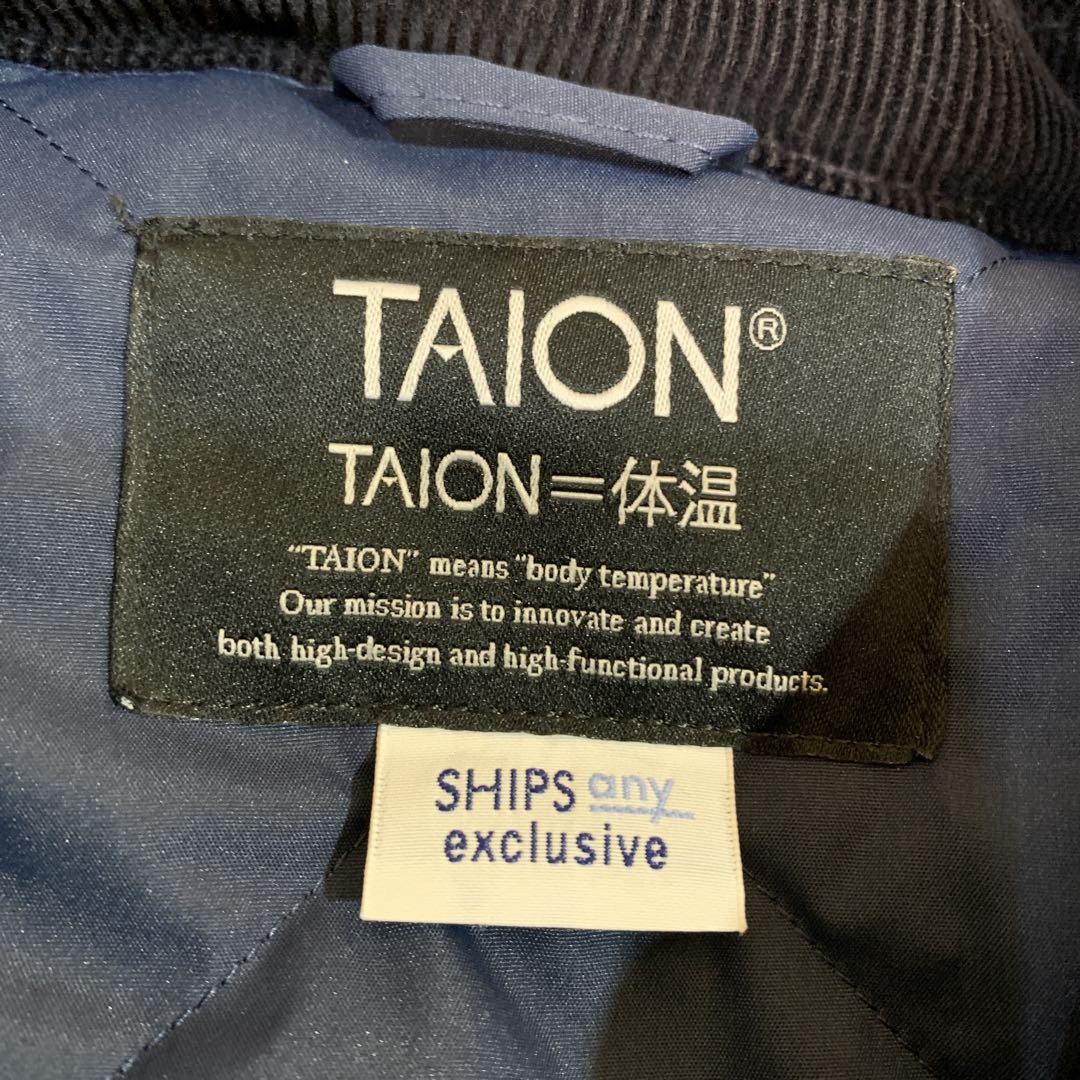 TAION®
TAION=体温
"TAION" means "body temperature"
Our mission is to innovate and create
both high-design and high-functional products.
SHIPS any
exclusive